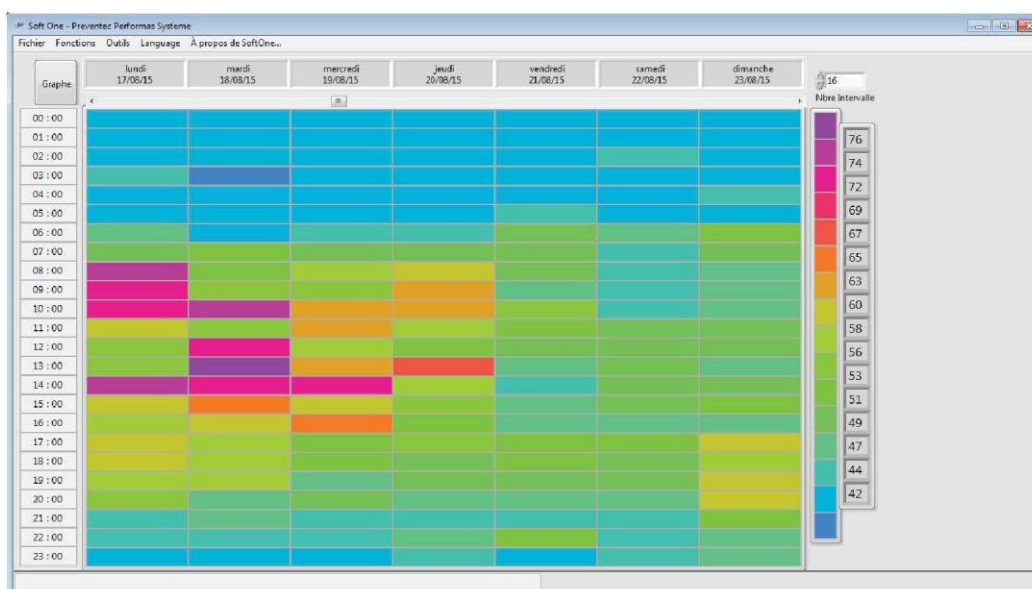 Soft One - Preventec Performas Systeme
Fichier Fonctions Outils Language À propos de SoftOne...
Graphe
lundi 17/08/15
mardi 18/08/15
mercredi 19/08/15
jeudi 20/08/15
vendredi 21/08/15
samedi 22/08/15
dimanche 23/08/15
16
Nbre Intervalle
00 : 00
01 : 00
02 : 00
03 : 00
04 : 00
05 : 00
06 : 00
07 : 00
08 : 00
09 : 00
10 : 00
11 : 00
12 : 00
13 : 00
14 : 00
15 : 00
16 : 00
17 : 00
18 : 00
19 : 00
20 : 00
21 : 00
22 : 00
23 : 00
76
74
72
69
67
65
63
60
58
56
53
51
49
47
44
42